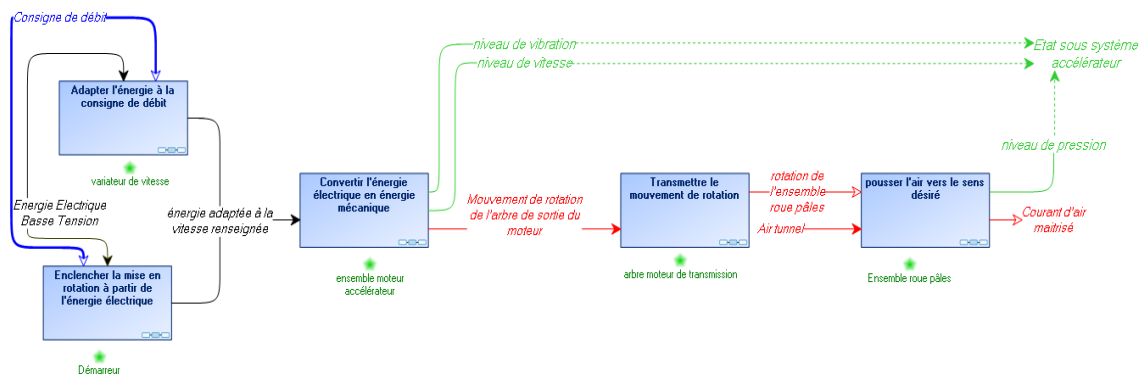 Consigne de débit
Adapter l'énergie à la
consigne de débit
variateur de vitesse
Energie Electrique
Basse Tension
Enclencher la mise en
rotation à partir de
l'énergie électrique
Démarreur
énergie adaptée à la
vitesse renseignée
Convertir l'énergie
électrique en énergie
mécanique
ensemble moteur
accélérateur
niveau de vibration
niveau de vitesse
Mouvement de rotation
de l'arbre de sortie du
moteur
Transmettre le
mouvement de rotation
arbre moteur de transmission
rotation de
l'ensemble
roue pâles
Air tunnel
pousser l'air vers le sens
désiré
Ensemble roue pâles
Etat sous système
accélérateur
niveau de pression
Courant d'air
maitrisé